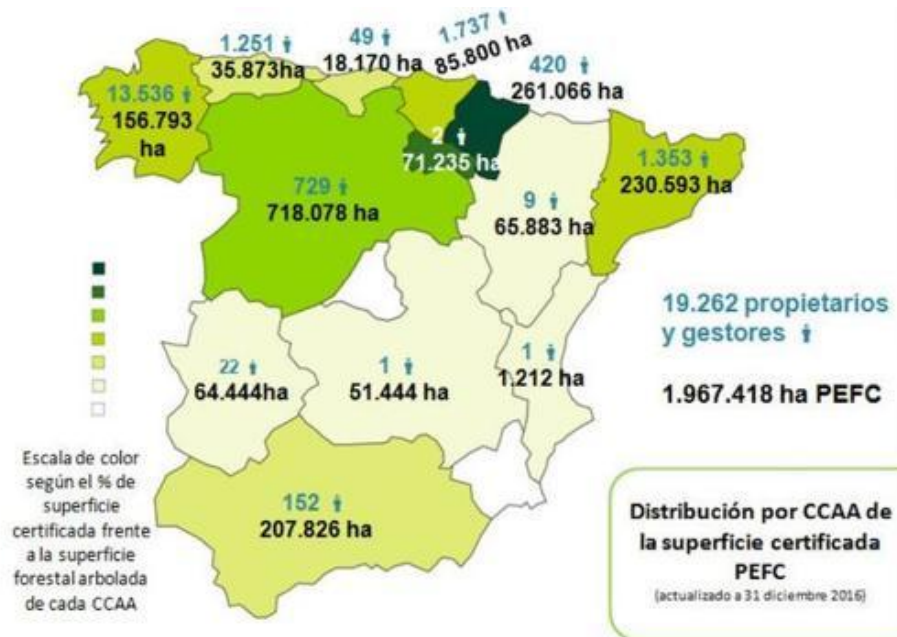 1.251
35.873ha
49
18.170 ha
1.737
85.800 ha
420
261.066 ha
13.536
156.793
ha
2
71.235 ha
1.353
230.593 ha
729
718.078 ha
9
65.883 ha
19.262 propietarios
y gestores
1.967.418 ha PEFC
22
64.444ha
1
51.444 ha
1
1.212 ha
152
207.826 ha
Escala de color
según el % de
superficie
certificada frente
a la superficie
forestal arbolada
de cada CCAA
Distribución por CCAA de
la superficie certificada
PEFC
(actualizado a 31 diciembre 2016)